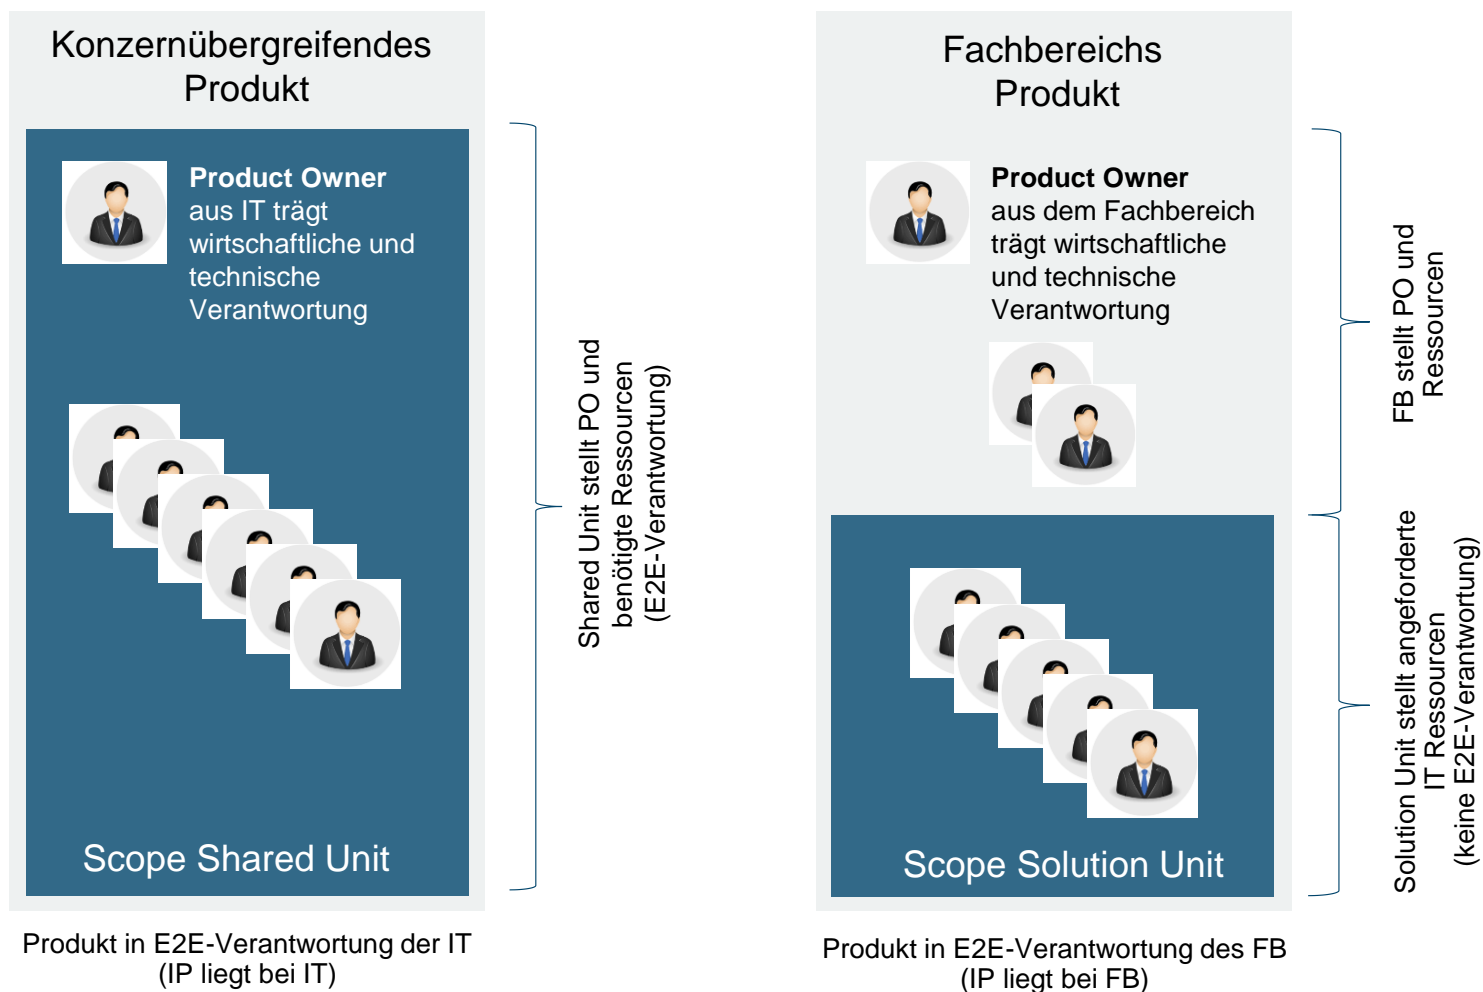 Konzernübergreifendes
Produkt
Product Owner
aus IT trägt
wirtschaftliche und
technische
Verantwortung
Scope Shared Unit
Shared Unit stellt PO und
benötigte Ressourcen
(E2E-Verantwortung)
Produkt in E2E-Verantwortung der IT
(IP liegt bei IT)
Fachbereichs
Produkt
Product Owner
aus dem Fachbereich
trägt wirtschaftliche
und technische
Verantwortung
Scope Solution Unit
FB stellt PO und
Ressourcen
Solution Unit stellt angeforderte
IT Ressourcen
(keine E2E-Verantwortung)
Produkt in E2E-Verantwortung des FB
(IP liegt bei FB)